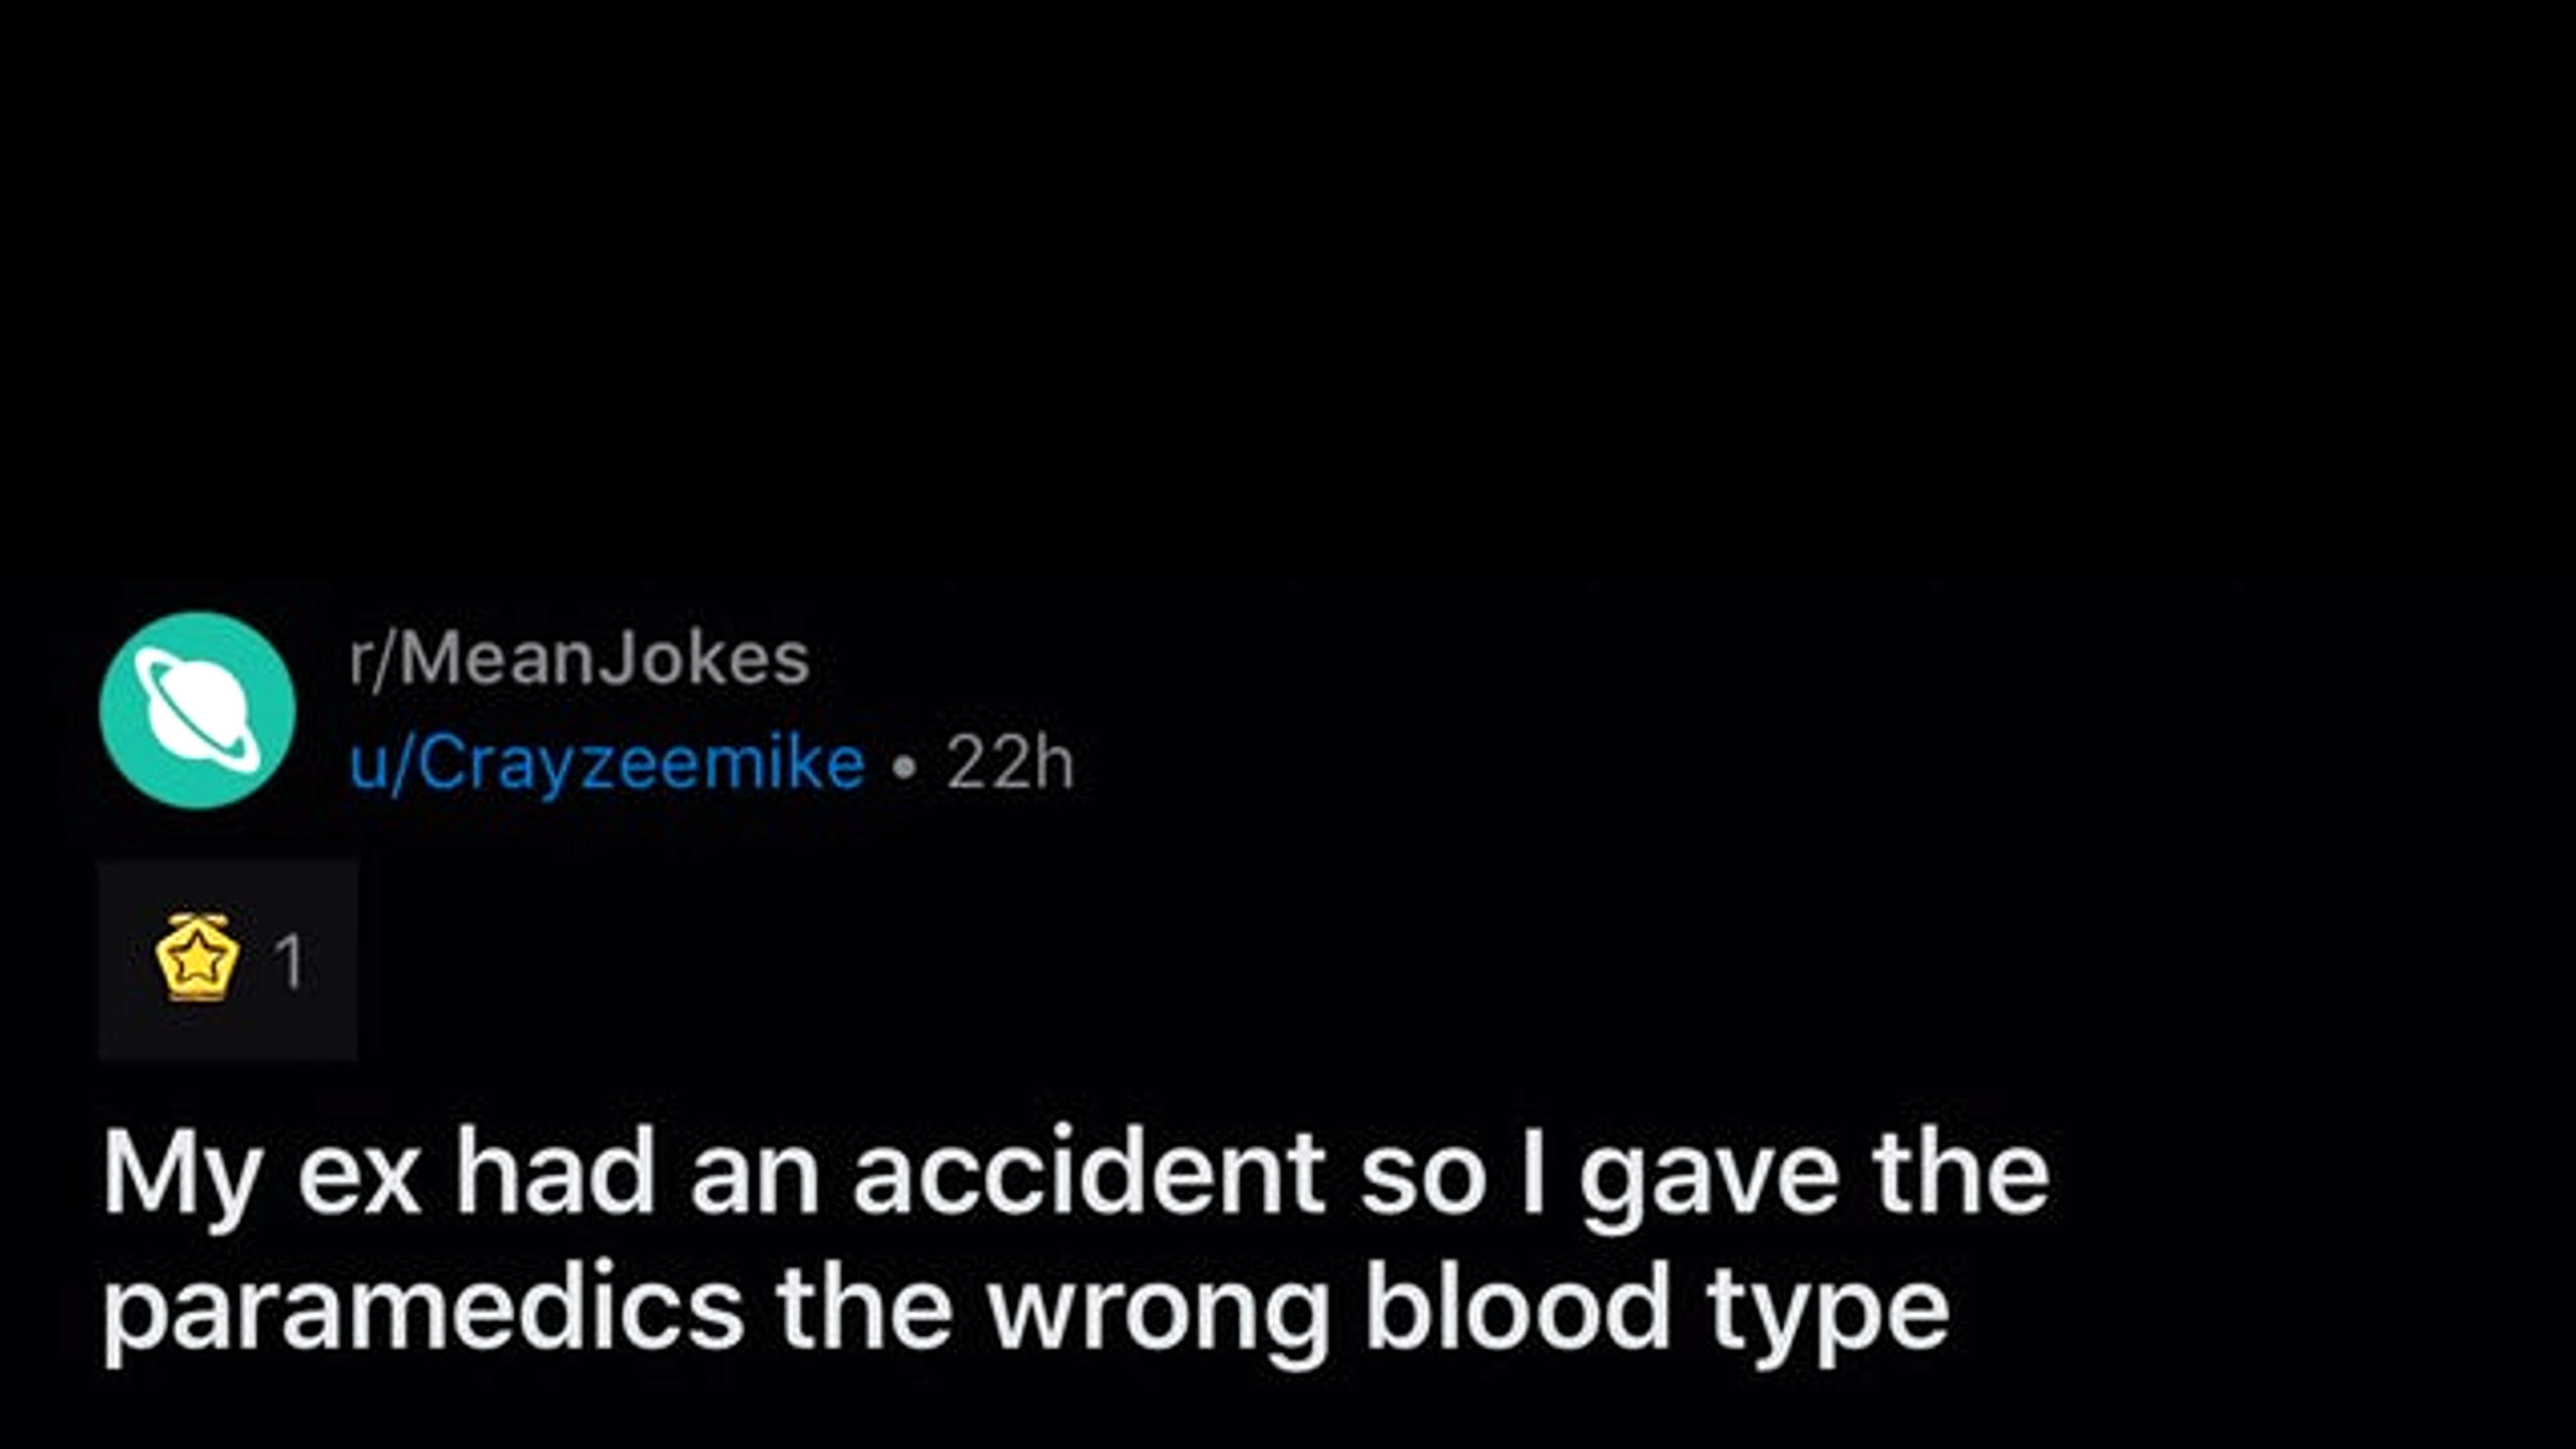 r/MeanJokes
u/Crayzeemike • 22h
1
My ex had an accident so I gave the
paramedics the wrong blood type